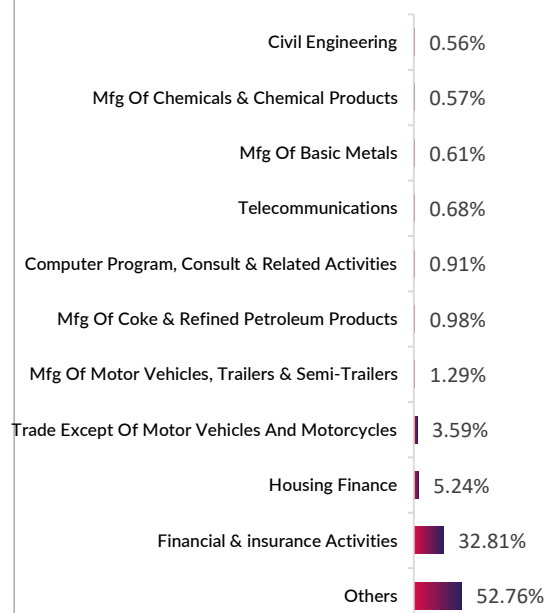 Civil Engineering 0.56%
Mfg Of Chemicals & Chemical Products 0.57%
Mfg Of Basic Metals 0.61%
Telecommunications 0.68%
Computer Program, Consult & Related Activities 0.91%
Mfg Of Coke & Refined Petroleum Products 0.98%
Mfg Of Motor Vehicles, Trailers & Semi-Trailers 1.29%
Trade Except Of Motor Vehicles And Motorcycles 3.59%
Housing Finance 5.24%
Financial & insurance Activities 32.81%
Others 52.76%